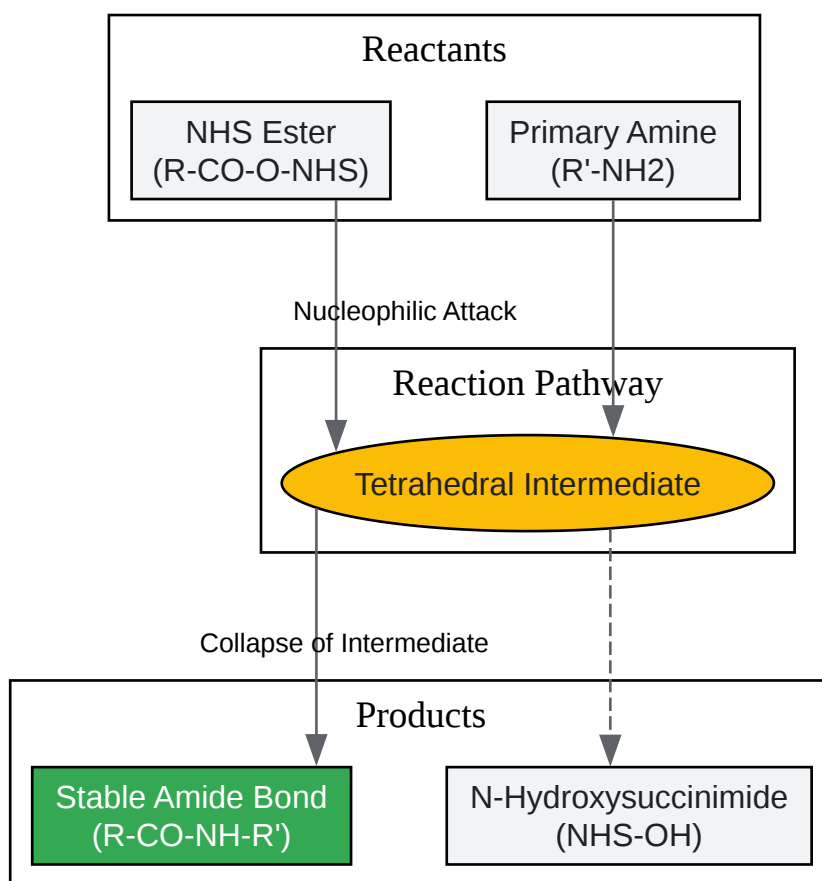 Reactants
NHS Ester
(R-CO-O-NHS)
Primary Amine
(R'-NH2)
Nucleophilic Attack
Reaction Pathway
Tetrahedral Intermediate
Collapse of Intermediate
Products
Stable Amide Bond
(R-CO-NH-R')
N-Hydroxysuccinimide
(NHS-OH)